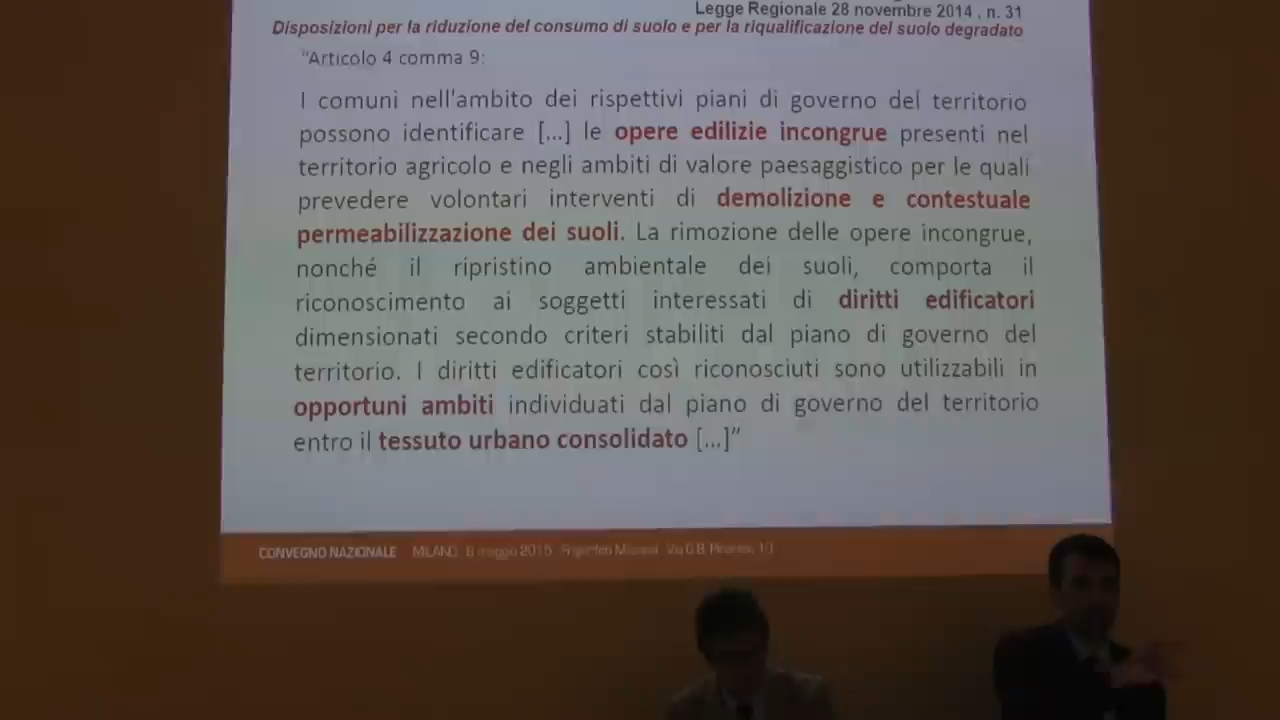 Legge Regionale 28 novembre 2014 , n. 31
Disposizioni per la riduzione del consumo di suolo e per la riqualificazione del suolo degradato
“Articolo 4 comma 9:
I comuni nell'ambito dei rispettivi piani di governo del territorio
possono identificare [...] le opere edilizie incongrue presenti nel
territorio agricolo e negli ambiti di valore paesaggistico per le quali
prevedere volontari interventi di demolizione e contestuale
permeabilizzazione dei suoli. La rimozione delle opere incongrue,
nonché il ripristino ambientale dei suoli, comporta il
riconoscimento ai soggetti interessati di diritti edificatori
dimensionati secondo criteri stabiliti dal piano di governo del
territorio. I diritti edificatori così riconosciuti sono utilizzabili in
opportuni ambiti individuati dal piano di governo del territorio
entro il tessuto urbano consolidato [...]”
CONVEGNO NAZIONALE MILANO 8 maggio 2015 Via G.B. Piranesi, 10